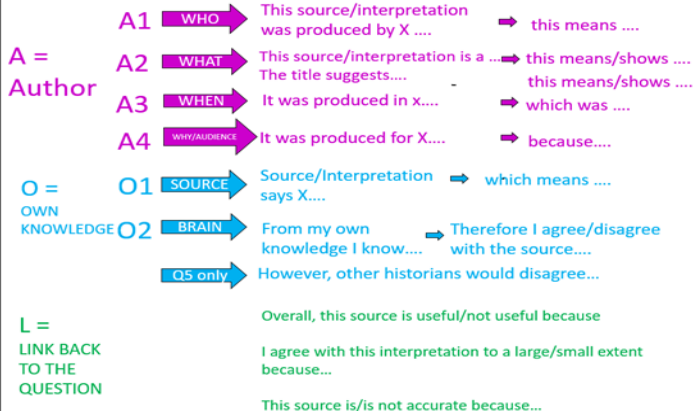 A =
Author
A1 WHO This source/interpretation
was produced by X .... this means ....
A2 WHAT This source/interpretation is a ... this means/shows ....
The title suggests.... this means/shows ....
A3 WHEN It was produced in x.... which was ....
A4 WHY/AUDIENCE It was produced for X.... because....
O =
OWN
KNOWLEDGE
O1 SOURCE Source/Interpretation
says X.... which means ....
O2 BRAIN From my own
knowledge I know.... Therefore I agree/disagree
with the source....
Q5 only However, other historians would disagree...
L =
LINK BACK
TO THE
QUESTION
Overall, this source is useful/not useful because
I agree with this interpretation to a large/small extent
because...
This source is/is not accurate because...